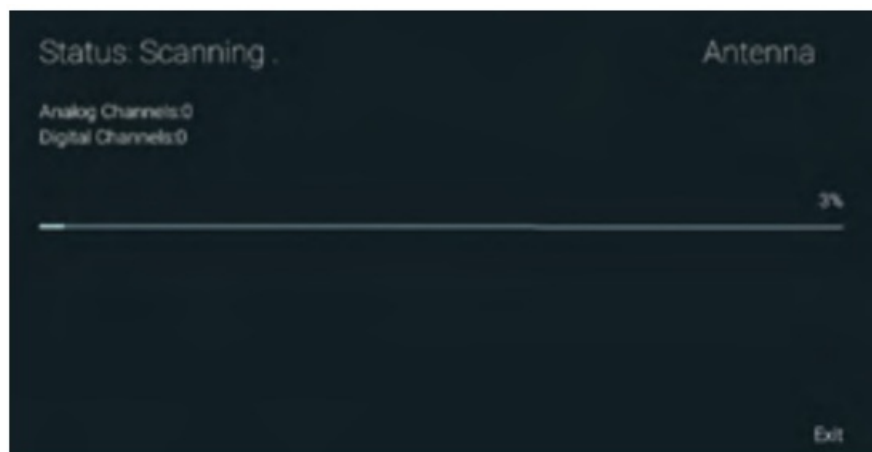 Status: Scanning .
Antenna
Analog Channels:0
Digital Channels:0
3%
Exit